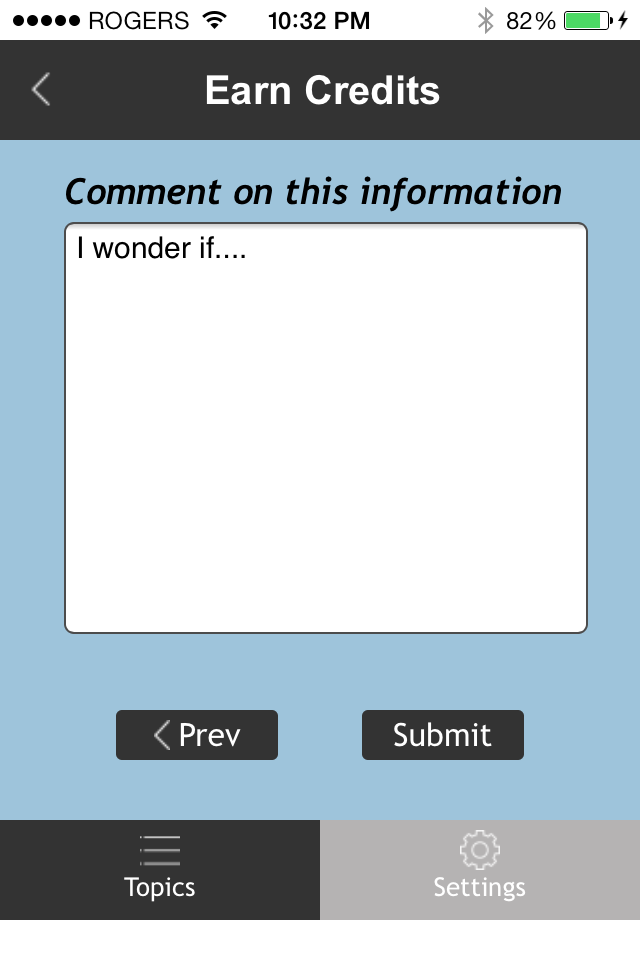 ROGERS 10:32 PM 82%
Earn Credits
Comment on this information
I wonder if....
Prev Submit
Topics Settings